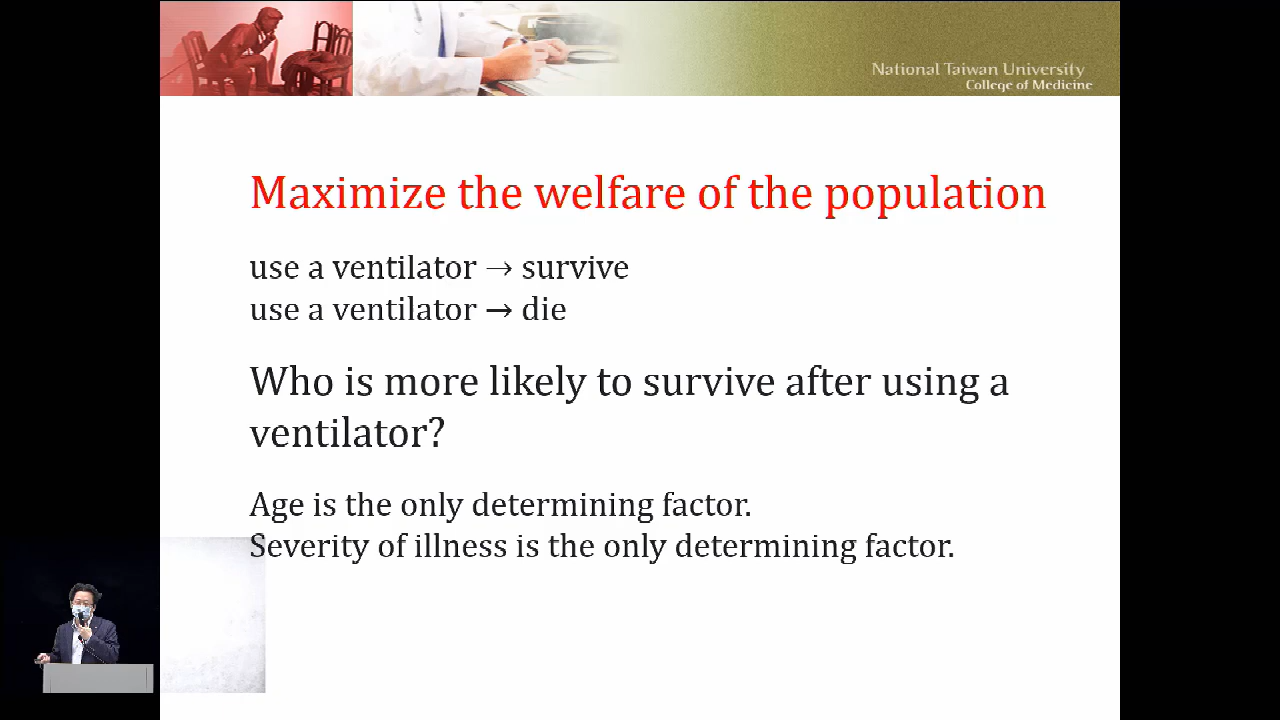 National Taiwan University
College of Medicine
Maximize the welfare of the population
use a ventilator → survive
use a ventilator → die
Who is more likely to survive after using a
ventilator?
Age is the only determining factor.
Severity of illness is the only determining factor.